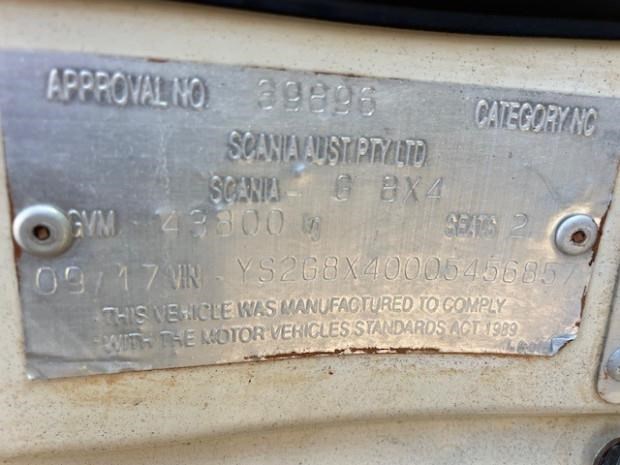 APPROVAL NO. 39896 CATEGORY NC
SCANIA AUST. PTY LTD.
SCANIA - G 8X4
GVM - 43800 kg SEATS 2
09/17 VIN - YS2G8X40005456857
THIS VEHICLE WAS MANUFACTURED TO COMPLY
WITH THE MOTOR VEHICLES STANDARDS ACT 1989